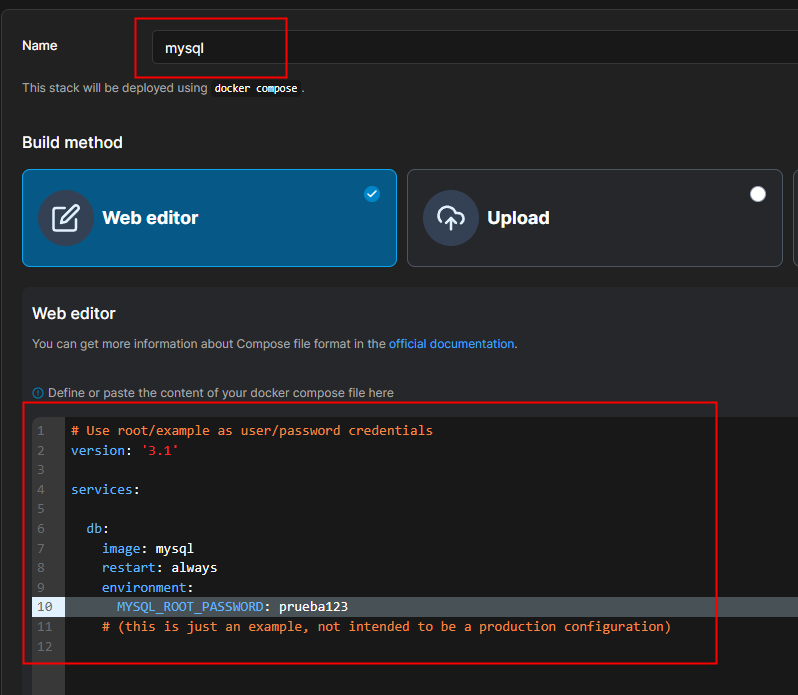 Name
mysql
This stack will be deployed using docker compose .
Build method
Web editor
Upload
Web editor
You can get more information about Compose file format in the official documentation.
Define or paste the content of your docker compose file here
1 # Use root/example as user/password credentials
2 version: '3.1'
3
4 services:
5
6 db:
7 image: mysql
8 restart: always
9 environment:
10 MYSQL_ROOT_PASSWORD: prueba123
11 # (this is just an example, not intended to be a production configuration)
12